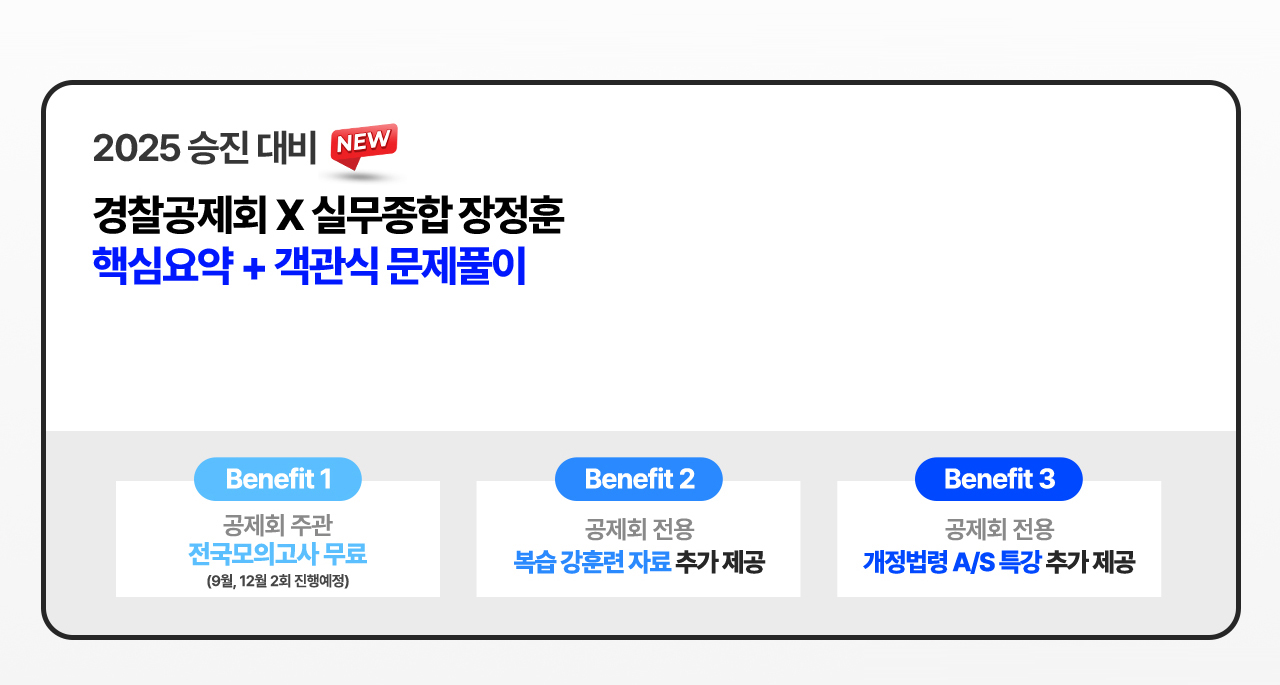 2025 승진 대비 NEW
경찰공제회 X 실무종합 장정훈
핵심요약 + 객관식 문제풀이
Benefit 1
공제회 주관
전국모의고사 무료
(9월, 12월 2회 진행예정)
Benefit 2
공제회 전용
복습 강훈련 자료 추가 제공
Benefit 3
공제회 전용
개정법령 A/S 특강 추가 제공